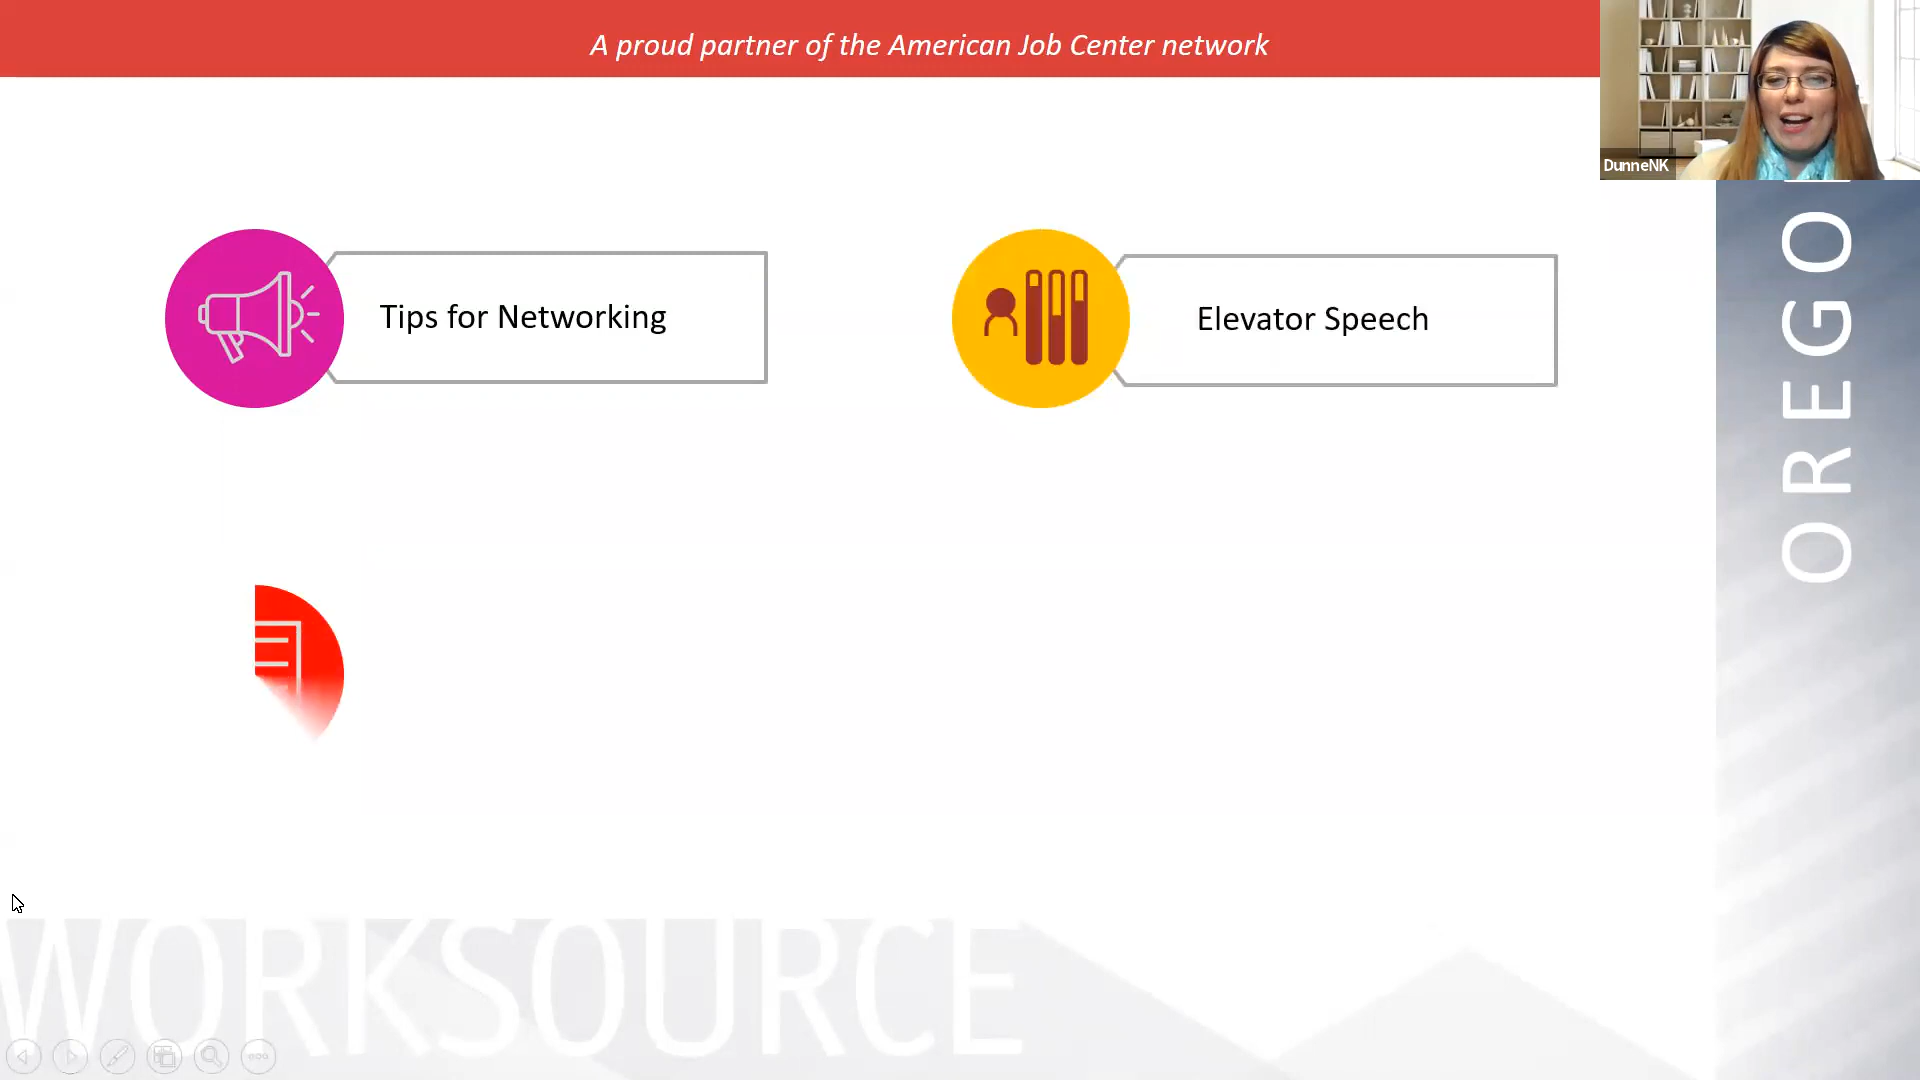 A proud partner of the American Job Center network
DunneNK
Tips for Networking
Elevator Speech
OREGO
WORKSOURCE